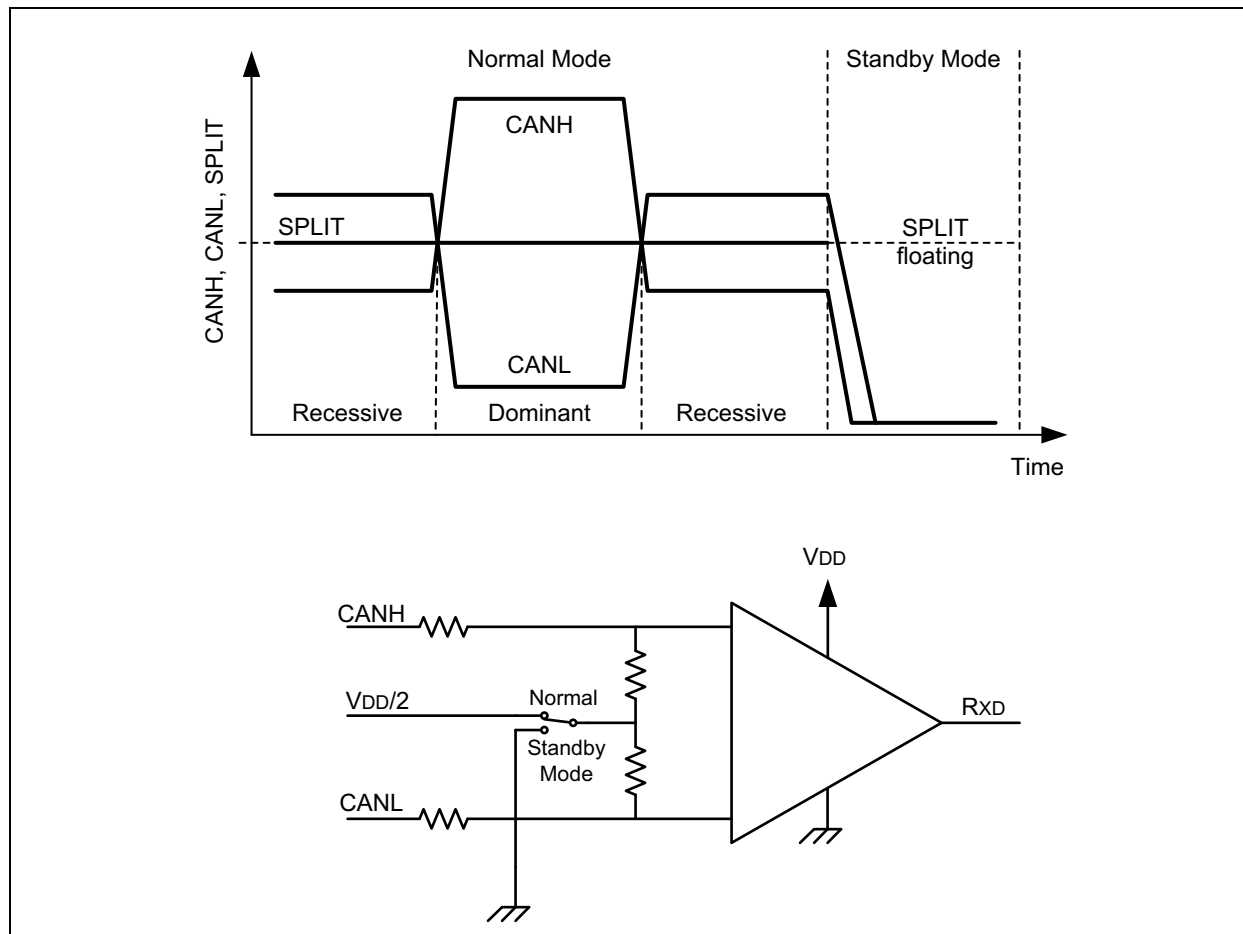 Normal Mode
Standby Mode
CANH, CANL, SPLIT
CANH
SPLIT
SPLIT
floating
CANL
Recessive
Dominant
Recessive
Time
VDD
CANH
VDD/2
Normal
Standby
Mode
RXD
CANL